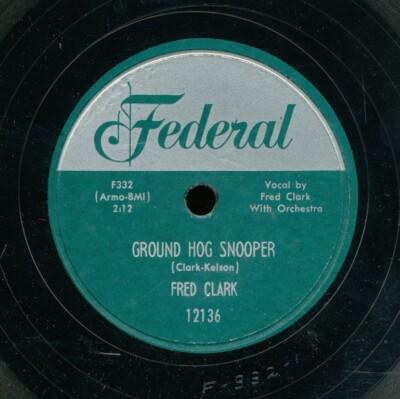 Federal
F332
(Armo-BMI)
2:12
Vocal by
Fred Clark
With Orchestra
GROUND HOG SNOOPER
(Clark-Kelson)
FRED CLARK
12136
F-332-1